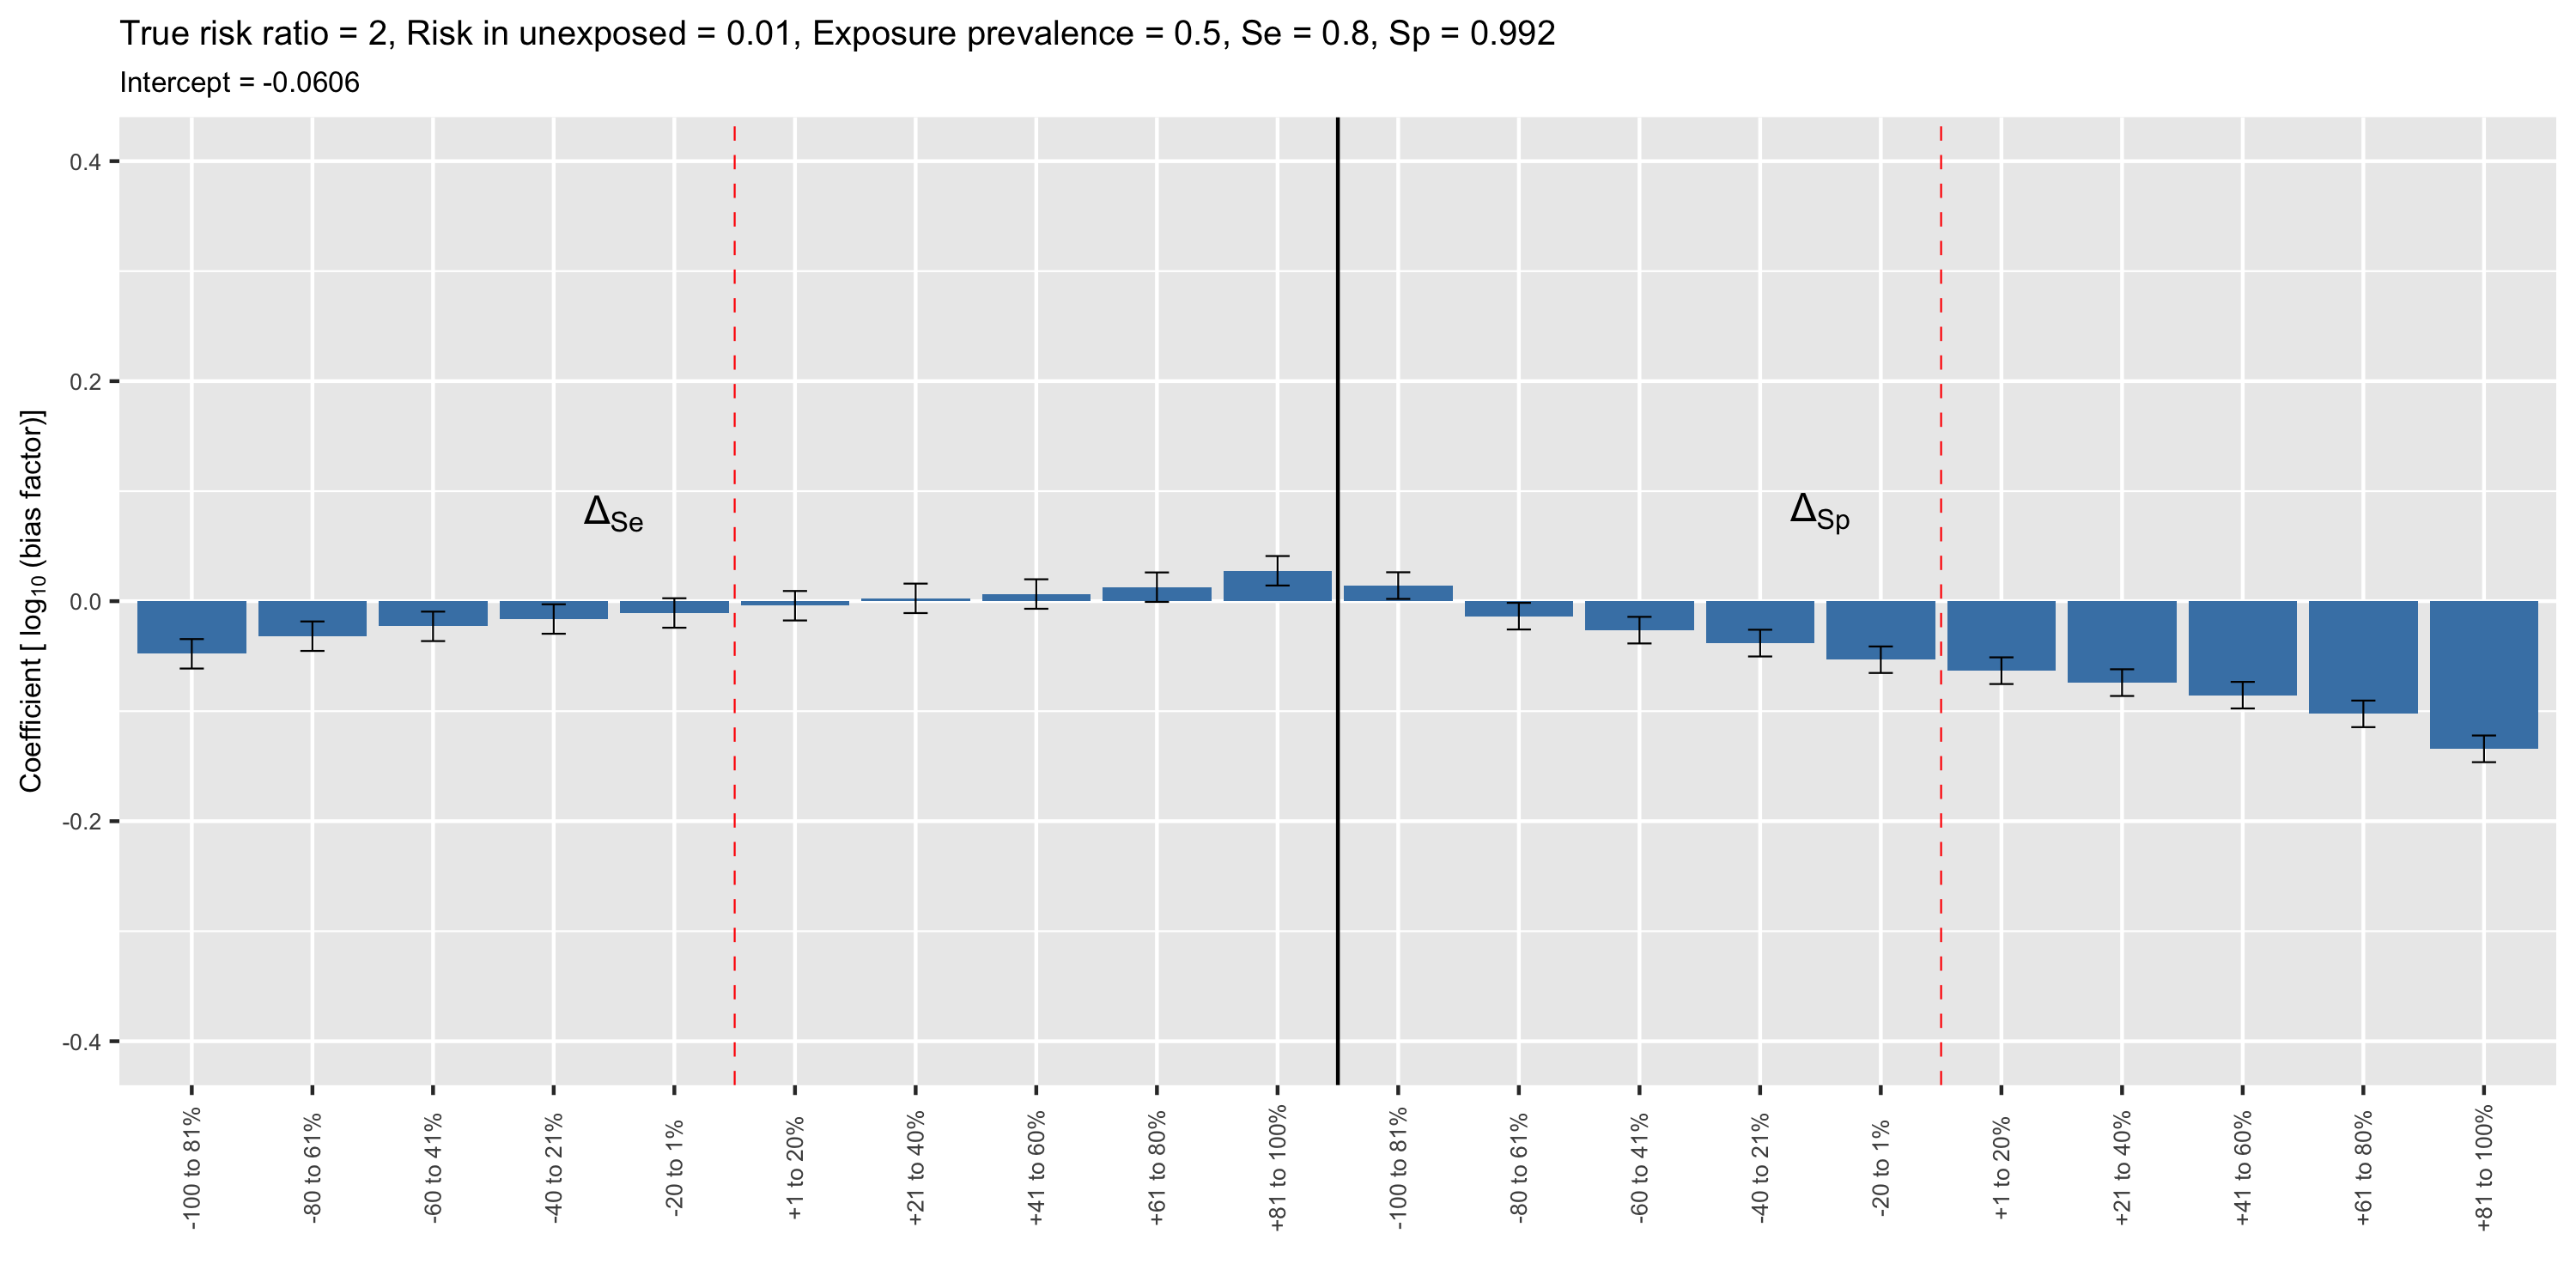 True risk ratio = 2, Risk in unexposed = 0.01, Exposure prevalence = 0.5, Se = 0.8, Sp = 0.992
Intercept = -0.0606
Coefficient [ log₁₀ (bias factor)]
0.4
0.2
0.0
-0.2
-0.4
ΔSe
ΔSp
-100 to 81%
-80 to 61%
-60 to 41%
-40 to 21%
-20 to 1%
+1 to 20%
+21 to 40%
+41 to 60%
+61 to 80%
+81 to 100%
-100 to 81%
-80 to 61%
-60 to 41%
-40 to 21%
-20 to 1%
+1 to 20%
+21 to 40%
+41 to 60%
+61 to 80%
+81 to 100%